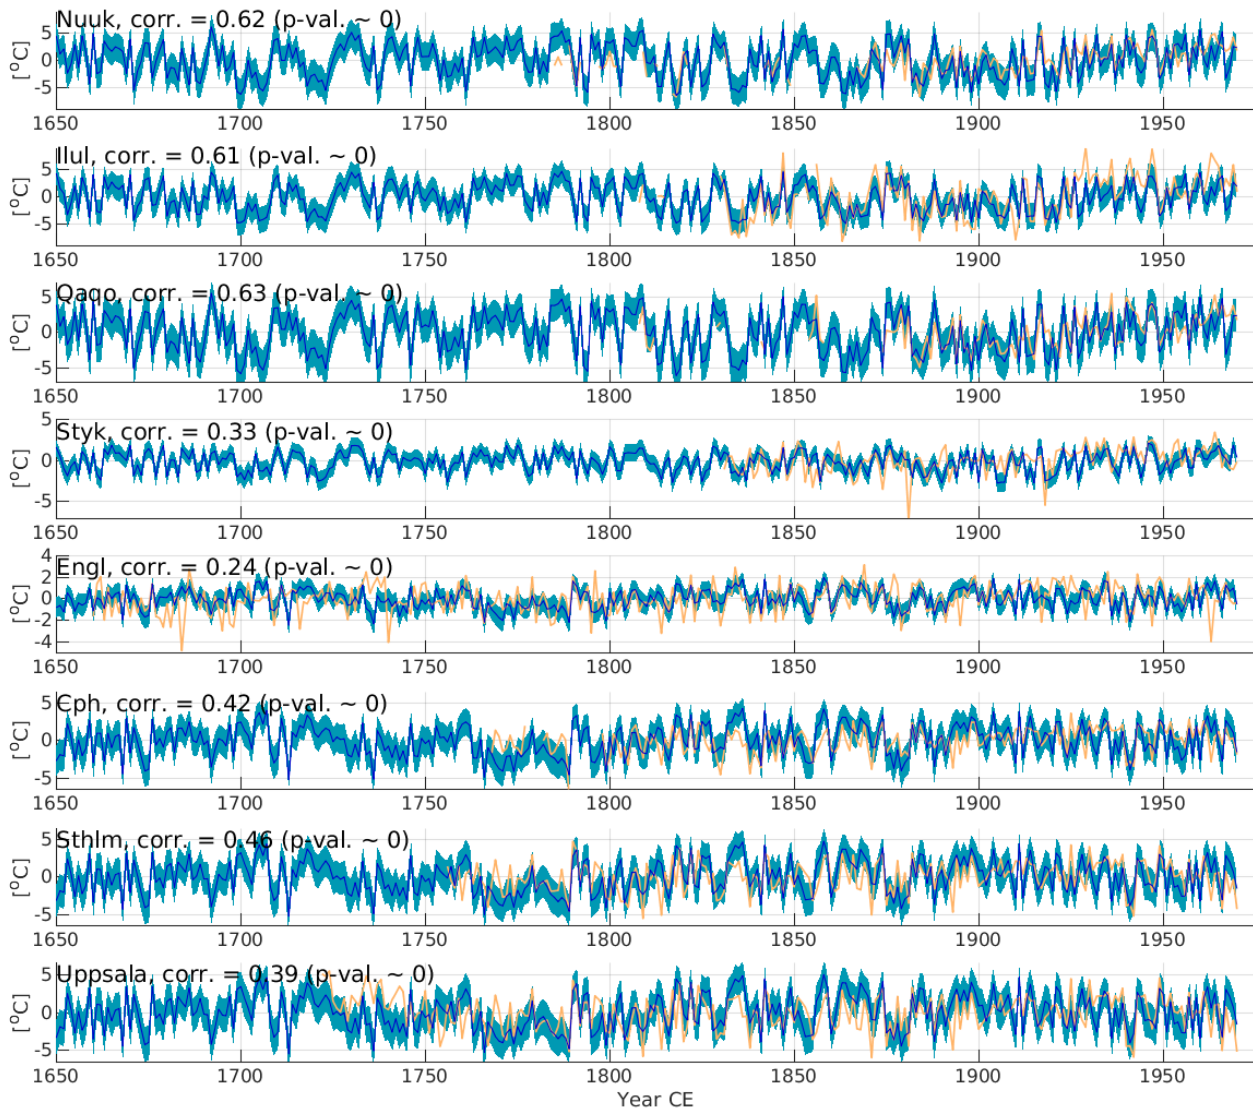 Nuuk, corr. = 0.62 (p-val. ~ 0)
[°C]
5
0
-5
1650 1700 1750 1800 1850 1900 1950
Ilul, corr. = 0.61 (p-val. ~ 0)
[°C]
5
0
-5
1650 1700 1750 1800 1850 1900 1950
Qaqo, corr. = 0.63 (p-val. ~ 0)
[°C]
5
0
-5
1650 1700 1750 1800 1850 1900 1950
Styk, corr. = 0.33 (p-val. ~ 0)
[°C]
5
0
-5
1650 1700 1750 1800 1850 1900 1950
Engl, corr. = 0.24 (p-val. ~ 0)
[°C]
4
2
0
-2
-4
1650 1700 1750 1800 1850 1900 1950
Cph, corr. = 0.42 (p-val. ~ 0)
[°C]
5
0
-5
1650 1700 1750 1800 1850 1900 1950
Sthlm, corr. = 0.46 (p-val. ~ 0)
[°C]
5
0
-5
1650 1700 1750 1800 1850 1900 1950
Uppsala, corr. = 0.39 (p-val. ~ 0)
[°C]
5
0
-5
1650 1700 1750 1800 1850 1900 1950
Year CE